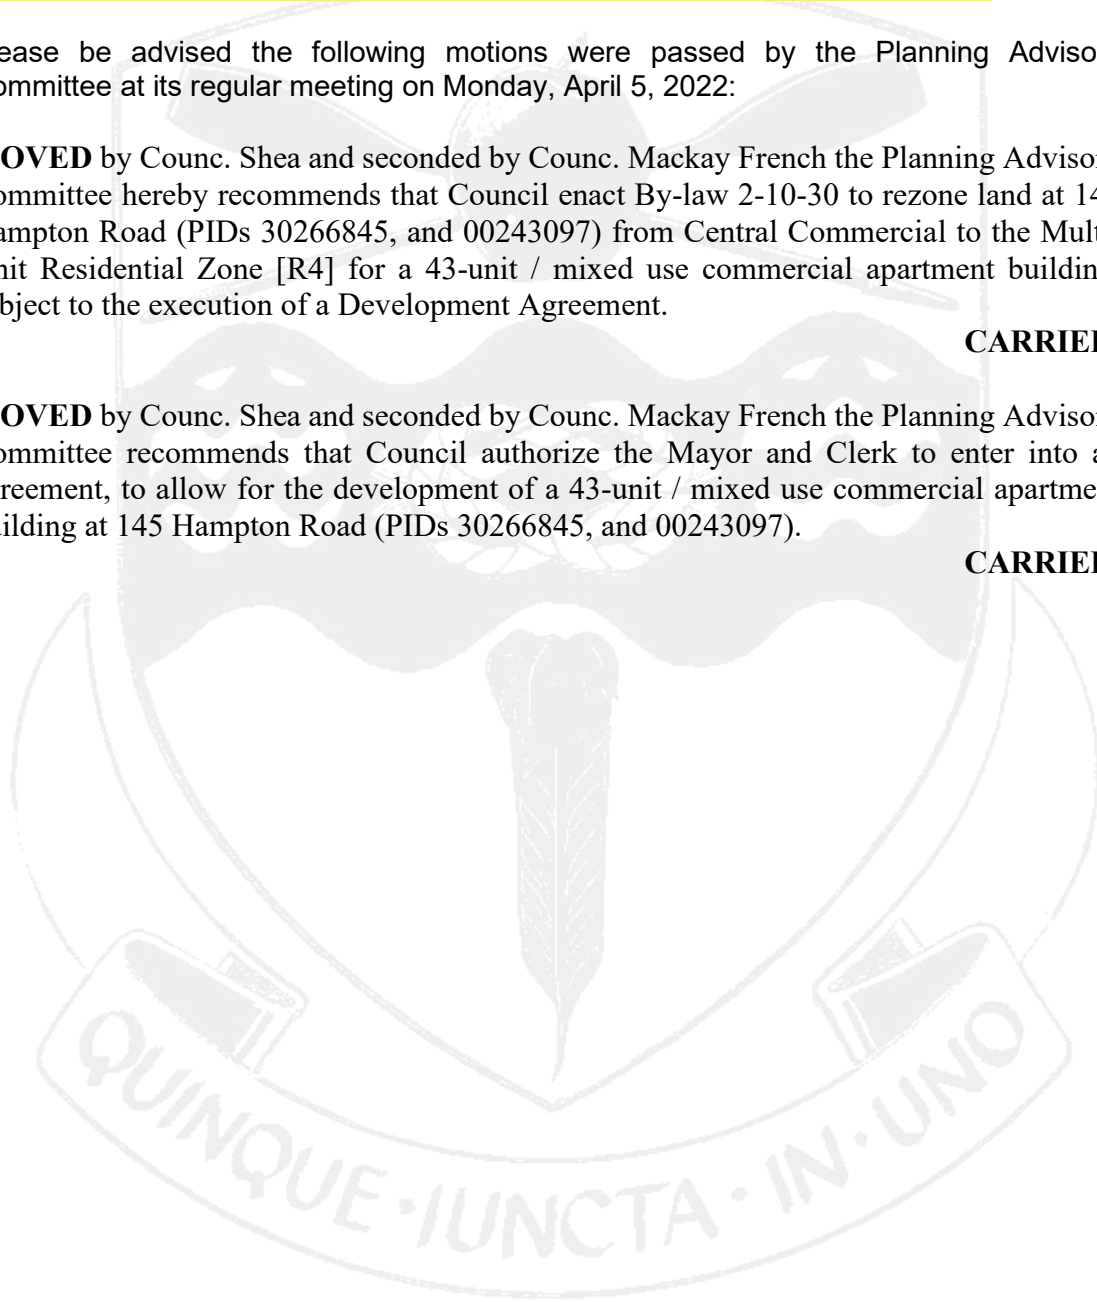 ease be advised the following motions were passed by the Planning Adviso
ommittee at its regular meeting on Monday, April 5, 2022:
OVED by Counc. Shea and seconded by Counc. Mackay French the Planning Advisor
ommittee hereby recommends that Council enact By-law 2-10-30 to rezone land at 14
ampton Road (PIDs 30266845, and 00243097) from Central Commercial to the Mult
nit Residential Zone [R4] for a 43-unit / mixed use commercial apartment buildin
bject to the execution of a Development Agreement.
CARRIE
OVED by Counc. Shea and seconded by Counc. Mackay French the Planning Advisor
ommittee recommends that Council authorize the Mayor and Clerk to enter into a
reement, to allow for the development of a 43-unit / mixed use commercial apartme
ilding at 145 Hampton Road (PIDs 30266845, and 00243097).
CARRIE
QUINQUE·IUNCTA·IN·UNO